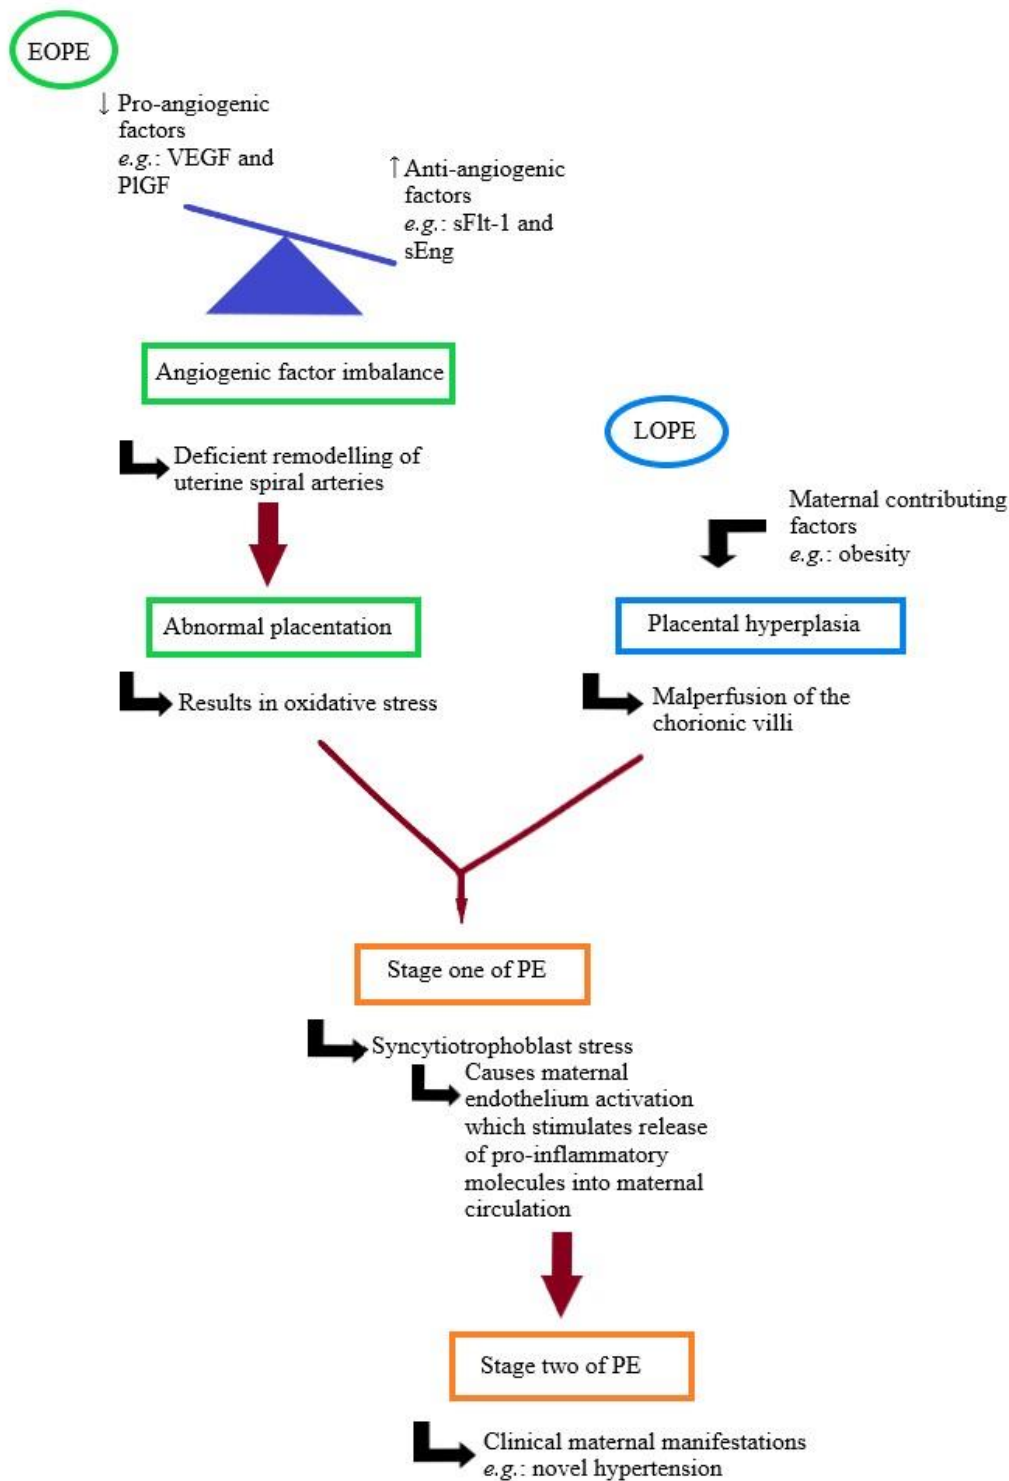 EOPE
↓ Pro-angiogenic
factors
e.g.: VEGF and
PlGF
↑ Anti-angiogenic
factors
e.g.: sFlt-1 and
sEng
Angiogenic factor imbalance
Deficient remodelling of
uterine spiral arteries
Abnormal placentation
Results in oxidative stress
LOPE
Maternal contributing
factors
e.g.: obesity
Placental hyperplasia
Malperfusion of the
chorionic villi
Stage one of PE
Syncytiotrophoblast stress
Causes maternal
endothelium activation
which stimulates release
of pro-inflammatory
molecules into maternal
circulation
Stage two of PE
Clinical maternal manifestations
e.g.: novel hypertension